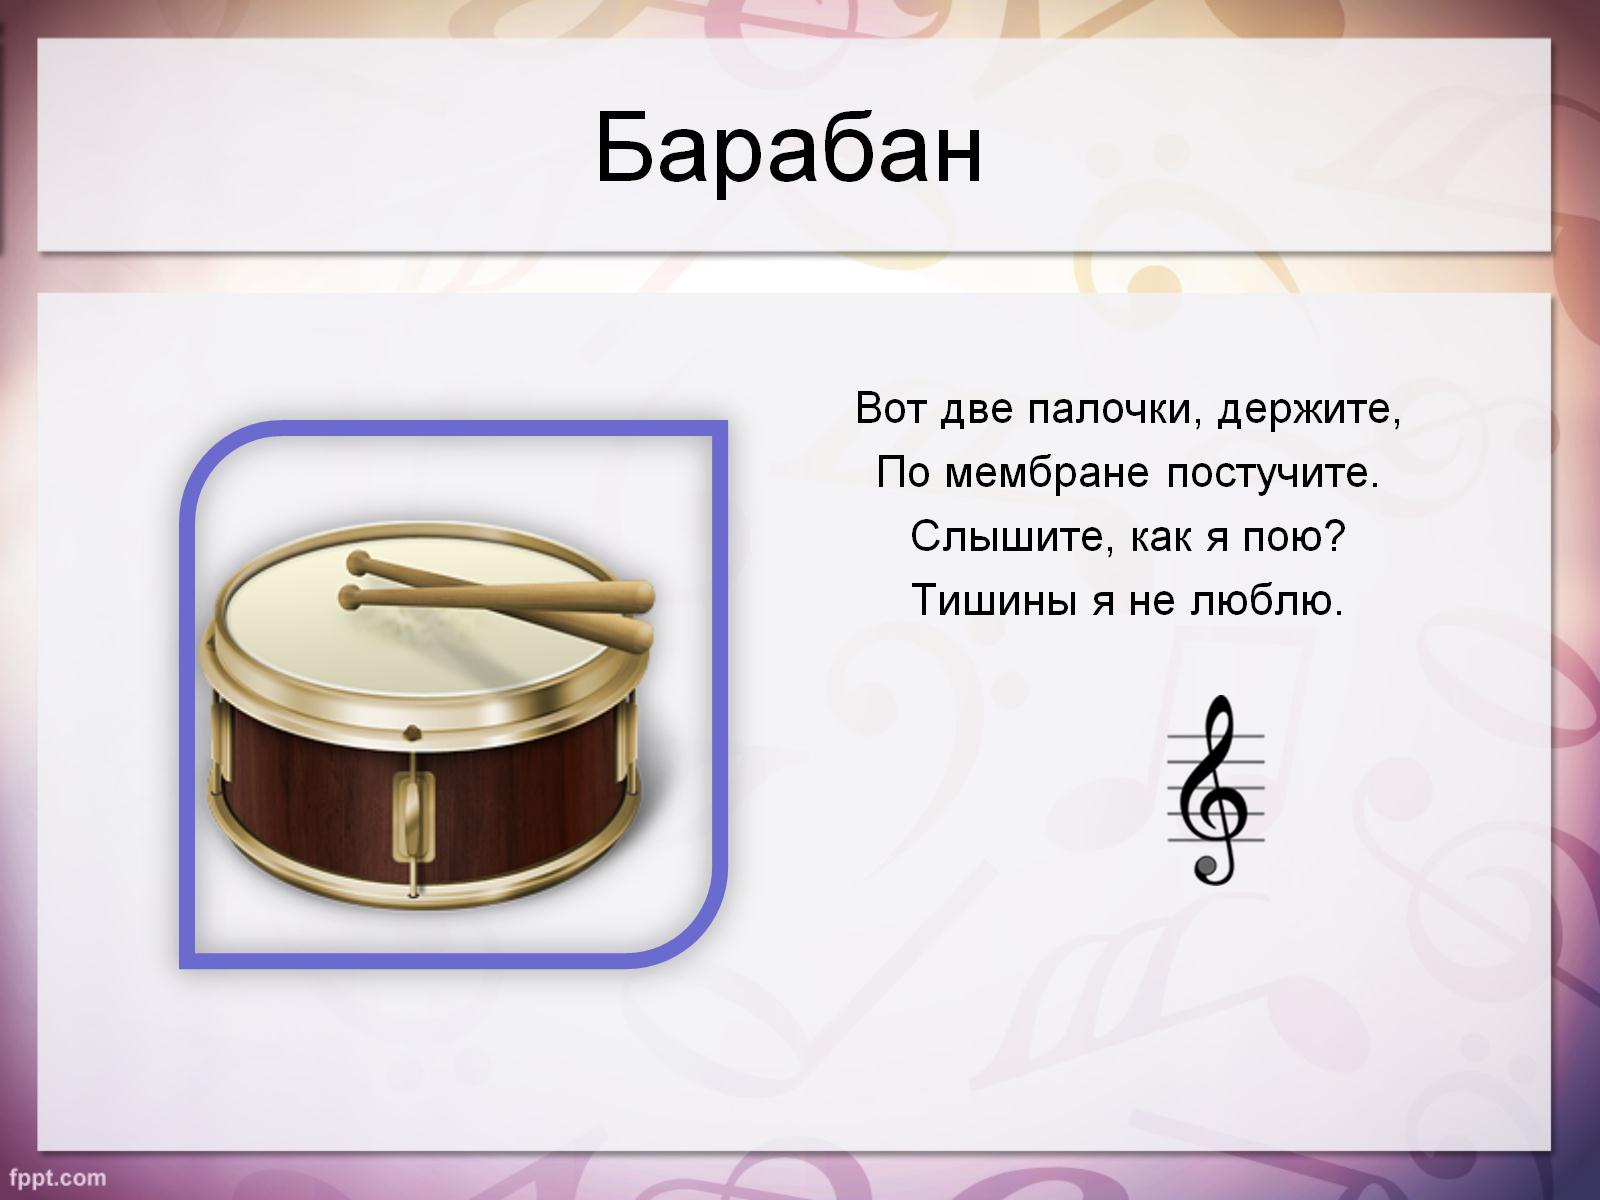 Барабан
Вот две палочки, держите,
По мембране постучите.
Слышите, как я пою?
Тишины я не люблю.
fppt.com